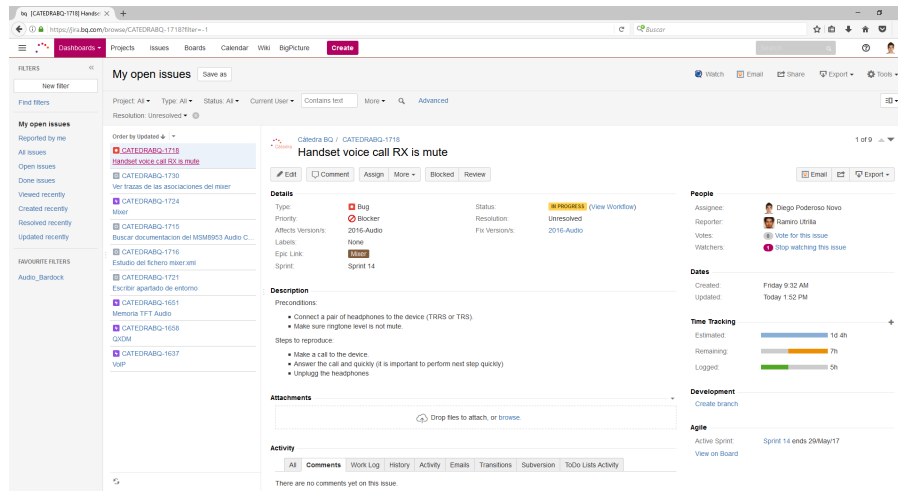 bq [CATEDRABQ-1718] Handset
https://jira.bq.com/browse/CATEDRABQ-1718?filter=-1
Buscar
Dashboards Projects Issues Boards Calendar Wiki BigPicture Create
FILTERS
New filter
Find filters
My open issues
Reported by me
All issues
Open issues
Done issues
Viewed recently
Created recently
Resolved recently
Updated recently
FAVOURITE FILTERS
Audio_Bardock
My open issues Save as
Watch Email Share Export Tools
Project: All Type: All Status: All Current User Contains text More Advanced
Resolution: Unresolved
Order by Updated
CATEDRABQ-1718
Handset voice call RX is mute
CATEDRABQ-1730
Ver trazas de las asociaciones del mixer
CATEDRABQ-1724
Mixer
CATEDRABQ-1715
Buscar documentacion del MSM8953 Audio C...
CATEDRABQ-1716
Estudio del fichero mixer.xml
CATEDRABQ-1721
Escribir apartado de entorno
CATEDRABQ-1651
Memoria TFT Audio
CATEDRABQ-1658
QXDM
CATEDRABQ-1637
VoIP
Cátedra BQ / CATEDRABQ-1718
Handset voice call RX is mute
1 of 9
Edit Comment Assign More Blocked Review
Email Export
Details
Type: Bug
Priority: Blocker
Affects Version/s: 2016-Audio
Labels: None
Epic Link: Mixer
Sprint: Sprint 14
Status: IN PROGRESS (View Workflow)
Resolution: Unresolved
Fix Version/s: 2016-Audio
Description
Preconditions:
Connect a pair of headphones to the device (TRRS or TRS).
Make sure ringtone level is not mute.
Steps to reproduce:
Make a call to the device.
Answer the call and quickly (it is important to perform next step quickly)
Unplugg the headphones
Attachments
Drop files to attach, or browse.
Activity
All Comments Work Log History Activity Emails Transitions Subversion ToDo Lists Activity
There are no comments yet on this issue.
People
Assignee: Diego Poderoso Novo
Reporter: Ramiro Utrilla
Votes: 0 Vote for this issue
Watchers: 1 Stop watching this issue
Dates
Created: Friday 9:32 AM
Updated: Today 1:52 PM
Time Tracking
Estimated: 1d 4h
Remaining: 7h
Logged: 5h
Development
Create branch
Agile
Active Sprint: Sprint 14 ends 29/May/17
View on Board